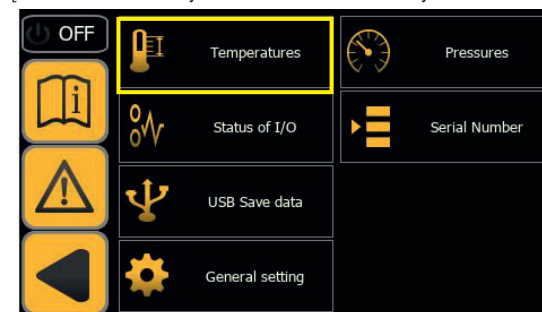 OFF
Temperatures
Pressures
Status of I/O
Serial Number
USB Save data
General setting